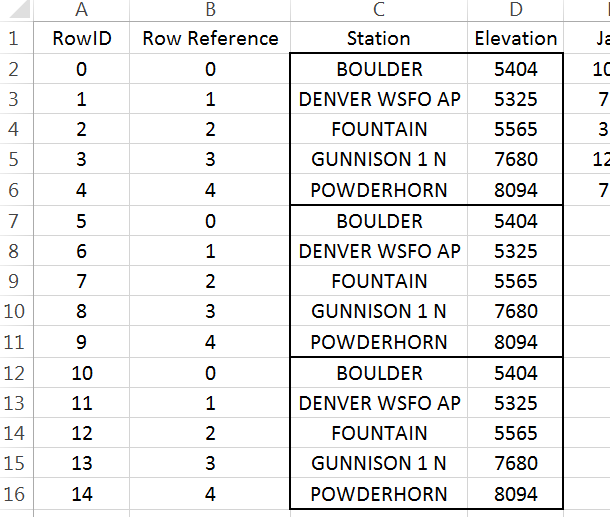 A B C D
1 RowID Row Reference Station Elevation Ja
2 0 0 BOULDER 5404 10
3 1 1 DENVER WSFO AP 5325 7
4 2 2 FOUNTAIN 5565 3
5 3 3 GUNNISON 1 N 7680 12
6 4 4 POWDERHORN 8094 7
7 5 0 BOULDER 5404
8 6 1 DENVER WSFO AP 5325
9 7 2 FOUNTAIN 5565
10 8 3 GUNNISON 1 N 7680
11 9 4 POWDERHORN 8094
12 10 0 BOULDER 5404
13 11 1 DENVER WSFO AP 5325
14 12 2 FOUNTAIN 5565
15 13 3 GUNNISON 1 N 7680
16 14 4 POWDERHORN 8094